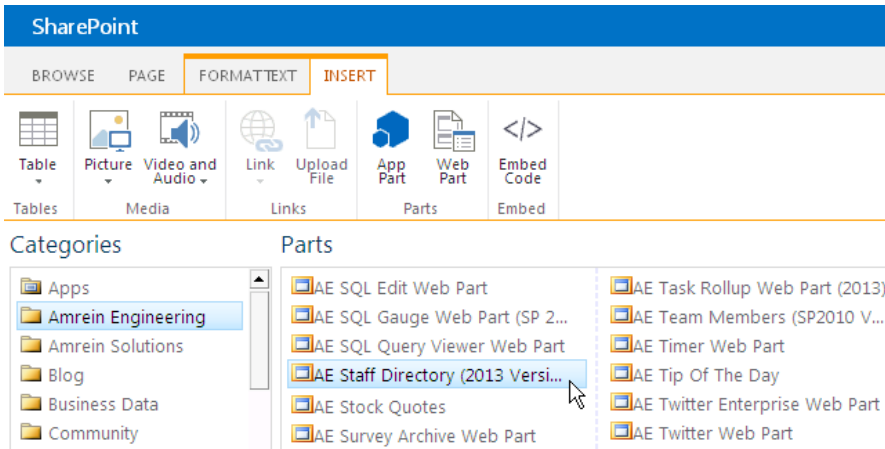 SharePoint
BROWSE PAGE FORMAT TEXT INSERT
Table Picture Video and Audio Link Upload File App Part Web Part Embed Code
Tables Media Links Parts Embed
Categories Parts
Apps
Amrein Engineering
Amrein Solutions
Blog
Business Data
Community
AE SQL Edit Web Part
AE SQL Gauge Web Part (SP 2...
AE SQL Query Viewer Web Part
AE Staff Directory (2013 Versi...
AE Stock Quotes
AE Survey Archive Web Part
AE Task Rollup Web Part (2013)
AE Team Members (SP2010 V...
AE Timer Web Part
AE Tip Of The Day
AE Twitter Enterprise Web Part
AE Twitter Web Part